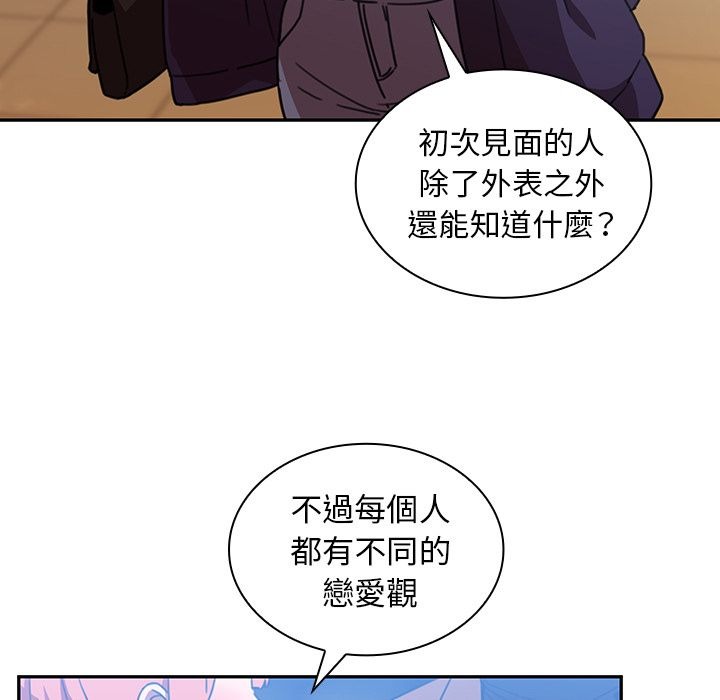 初次見面的人
除了外表之外
還能知道什麼？
不過每個人
都有不同的
戀愛觀